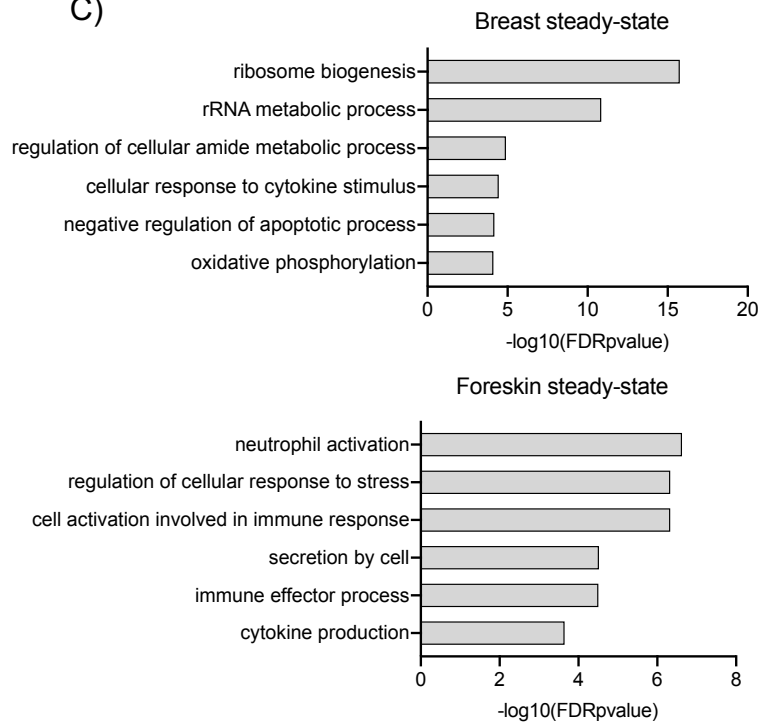 C)
Breast steady-state
ribosome biogenesis
rRNA metabolic process
regulation of cellular amide metabolic process
cellular response to cytokine stimulus
negative regulation of apoptotic process
oxidative phosphorylation
0 5 10 15 20
-log10(FDRpvalue)
Foreskin steady-state
neutrophil activation
regulation of cellular response to stress
cell activation involved in immune response
secretion by cell
immune effector process
cytokine production
0 2 4 6 8
-log10(FDRpvalue)